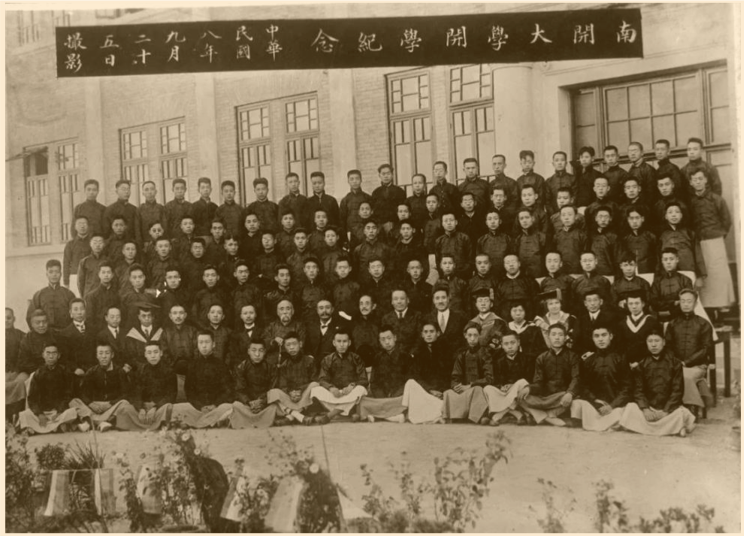 南開大學開學紀念
中華
民國
八年
九月
二十
五日
撮影